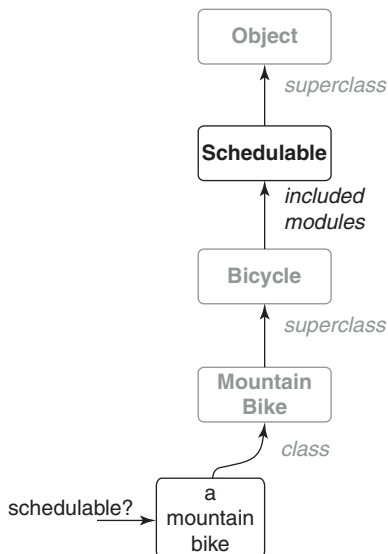 Object
superclass
Schedulable
included
modules
Bicycle
superclass
Mountain
Bike
class
schedulable?
a
mountain
bike